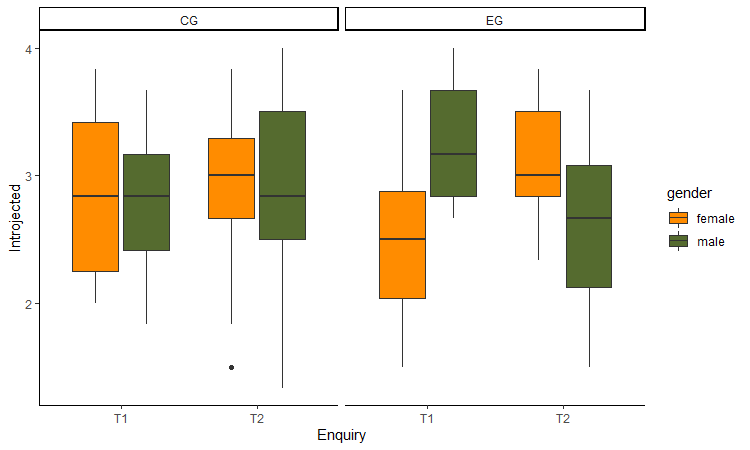 CG
EG
4
3
2
Introjected
T1
T2
T1
T2
Enquiry
gender
female
male